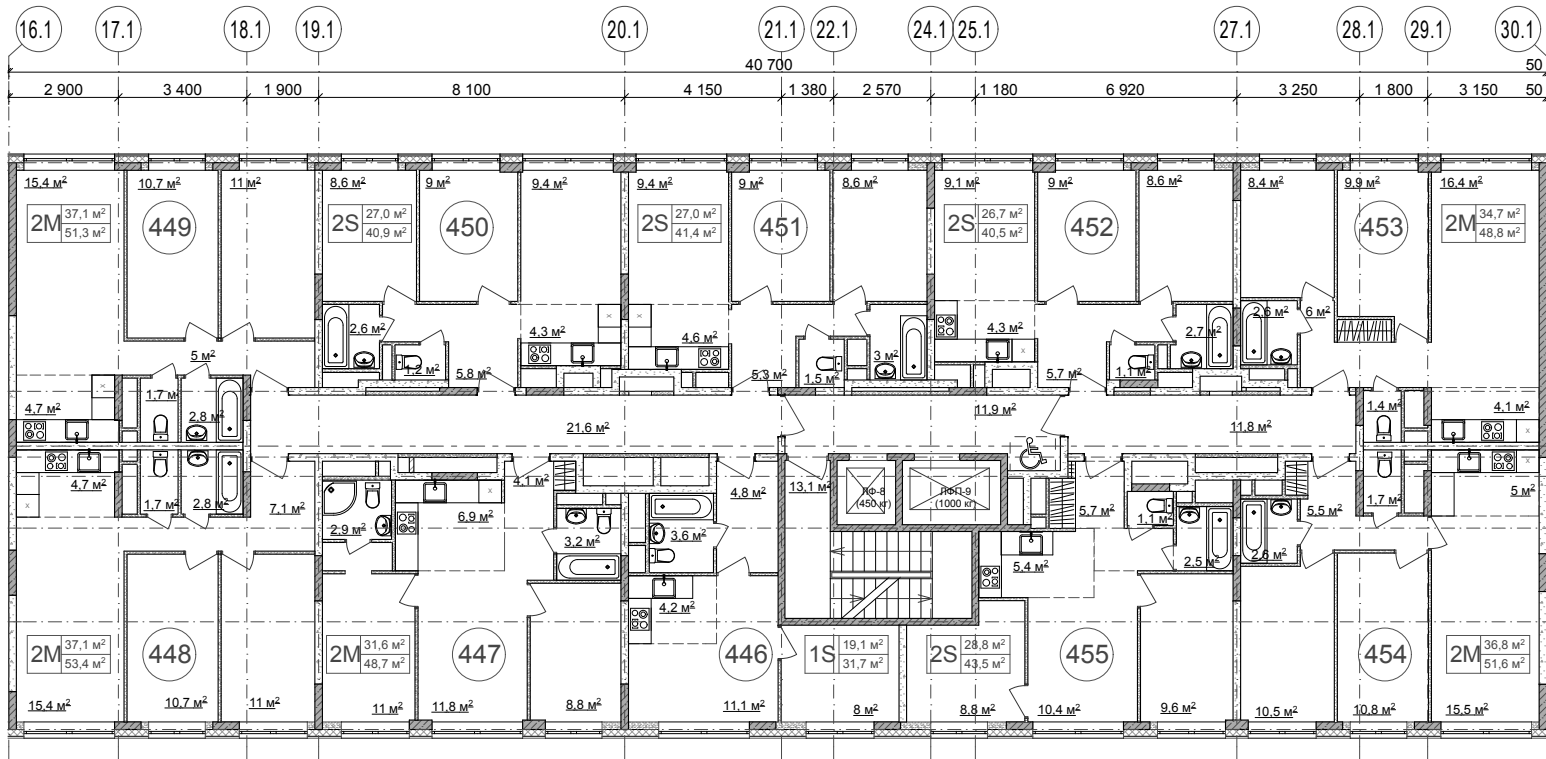 16.1 17.1 18.1 19.1 20.1 21.1 22.1 24.1 25.1 27.1 28.1 29.1 30.1
40 700 50
2 900 3 400 1 900 8 100 4 150 1 380 2 570 1 180 6 920 3 250 1 800 3 150 50
15.4 м² 10.7 м² 11 м² 8,6 м² 9 м² 9.4 м² 9.4 м² 9 м² 8.6 м² 9.1 м² 9 м² 8.6 м² 8.4 м² 9.9 м² 16.4 м²
2М 37,1 м² 449 2S 27,0 м² 450 2S 27,0 м² 451 2S 26,7 м² 452 453 2М 34,7 м²
51,3 м² 40,9 м² 41,4 м² 40,5 м² 48,8 м²
2.6 м² 4.3 м² 4.6 м² 4.3 м² 2.7 м² 2.6 м² 6 м²
5 м² 1.2 м² 5.8 м² 5.3 м² 1.5 м² 3 м² 5.7 м² 1.1 м²
4.7 м² 1.7 м² 2.8 м² 21.6 м² 11.9 м² 11.8 м² 1.4 м² 4.1 м²
4.7 м² 1.7 м² 2.8 м² 7.1 м² 4.1 м² 4.8 м² 13,1 м² ПФ-8 ПФП-9 5 м²
(450 кг) (1000 кг)
2.9 м² 6.9 м² 3.2 м² 3.6 м² 5.7 м² 1.1 м² 5.5 м² 1.7 м²
4.2 м² 5.4 м² 2.5 м² 2.6 м²
2М 37,1 м² 448 2М 31,6 м² 447 446 1S 19,1 м² 2S 28,8 м² 455 454 2М 36,8 м²
53,4 м² 48,7 м² 31,7 м² 43,5 м² 51,6 м²
15.4 м² 10.7 м² 11 м² 11 м² 11.8 м² 8.8 м² 11.1 м² 8 м² 8.8 м² 10.4 м² 9.6 м² 10.5 м² 10.8 м² 15.5 м²